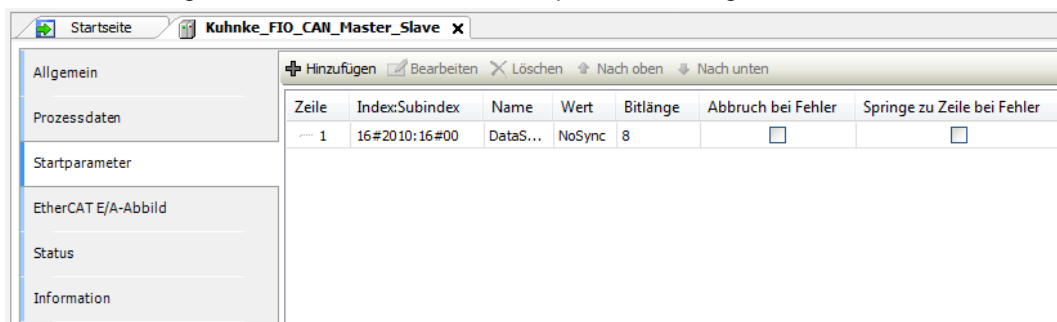 Startseite Kuhnke_FIO_CAN_Master_Slave X
Allgemein
Prozessdaten
Startparameter
EtherCAT E/A-Abbild
Status
Information
Hinzufügen Bearbeiten Löschen Nach oben Nach unten
Zeile Index:Subindex Name Wert Bitlänge Abbruch bei Fehler Springe zu Zeile bei Fehler
1 16#2010:16#00 DataS... NoSync 8